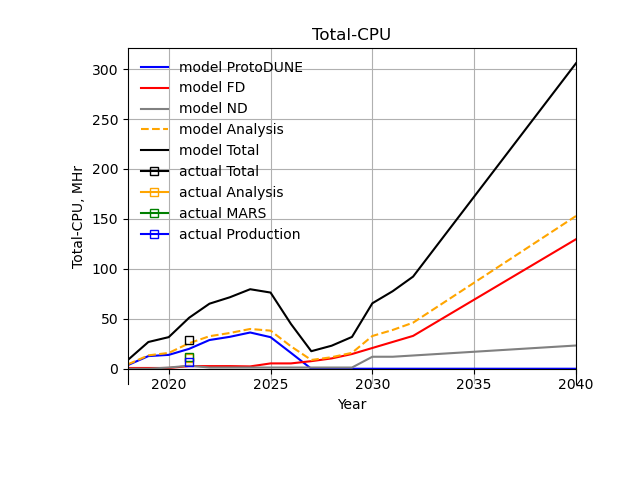 Total-CPU
300
250
200
150
100
50
0
Total-CPU, MHr
model ProtoDUNE
model FD
model ND
model Analysis
model Total
actual Total
actual Analysis
actual MARS
actual Production
2020
2025
2030
2035
2040
Year